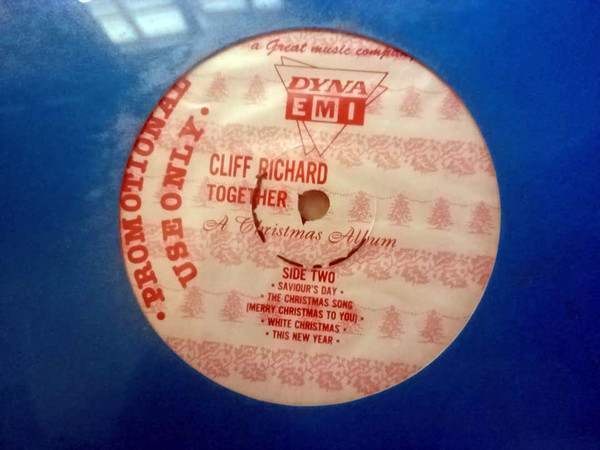 a Great music company
DYNA
EMI
• PROMOTIONAL
USE ONLY •
CLIFF RICHARD
TOGETHER
A Christmas Album
SIDE TWO
• SAVIOUR'S DAY •
• THE CHRISTMAS SONG
(MERRY CHRISTMAS TO YOU) •
• WHITE CHRISTMAS •
• THIS NEW YEAR •